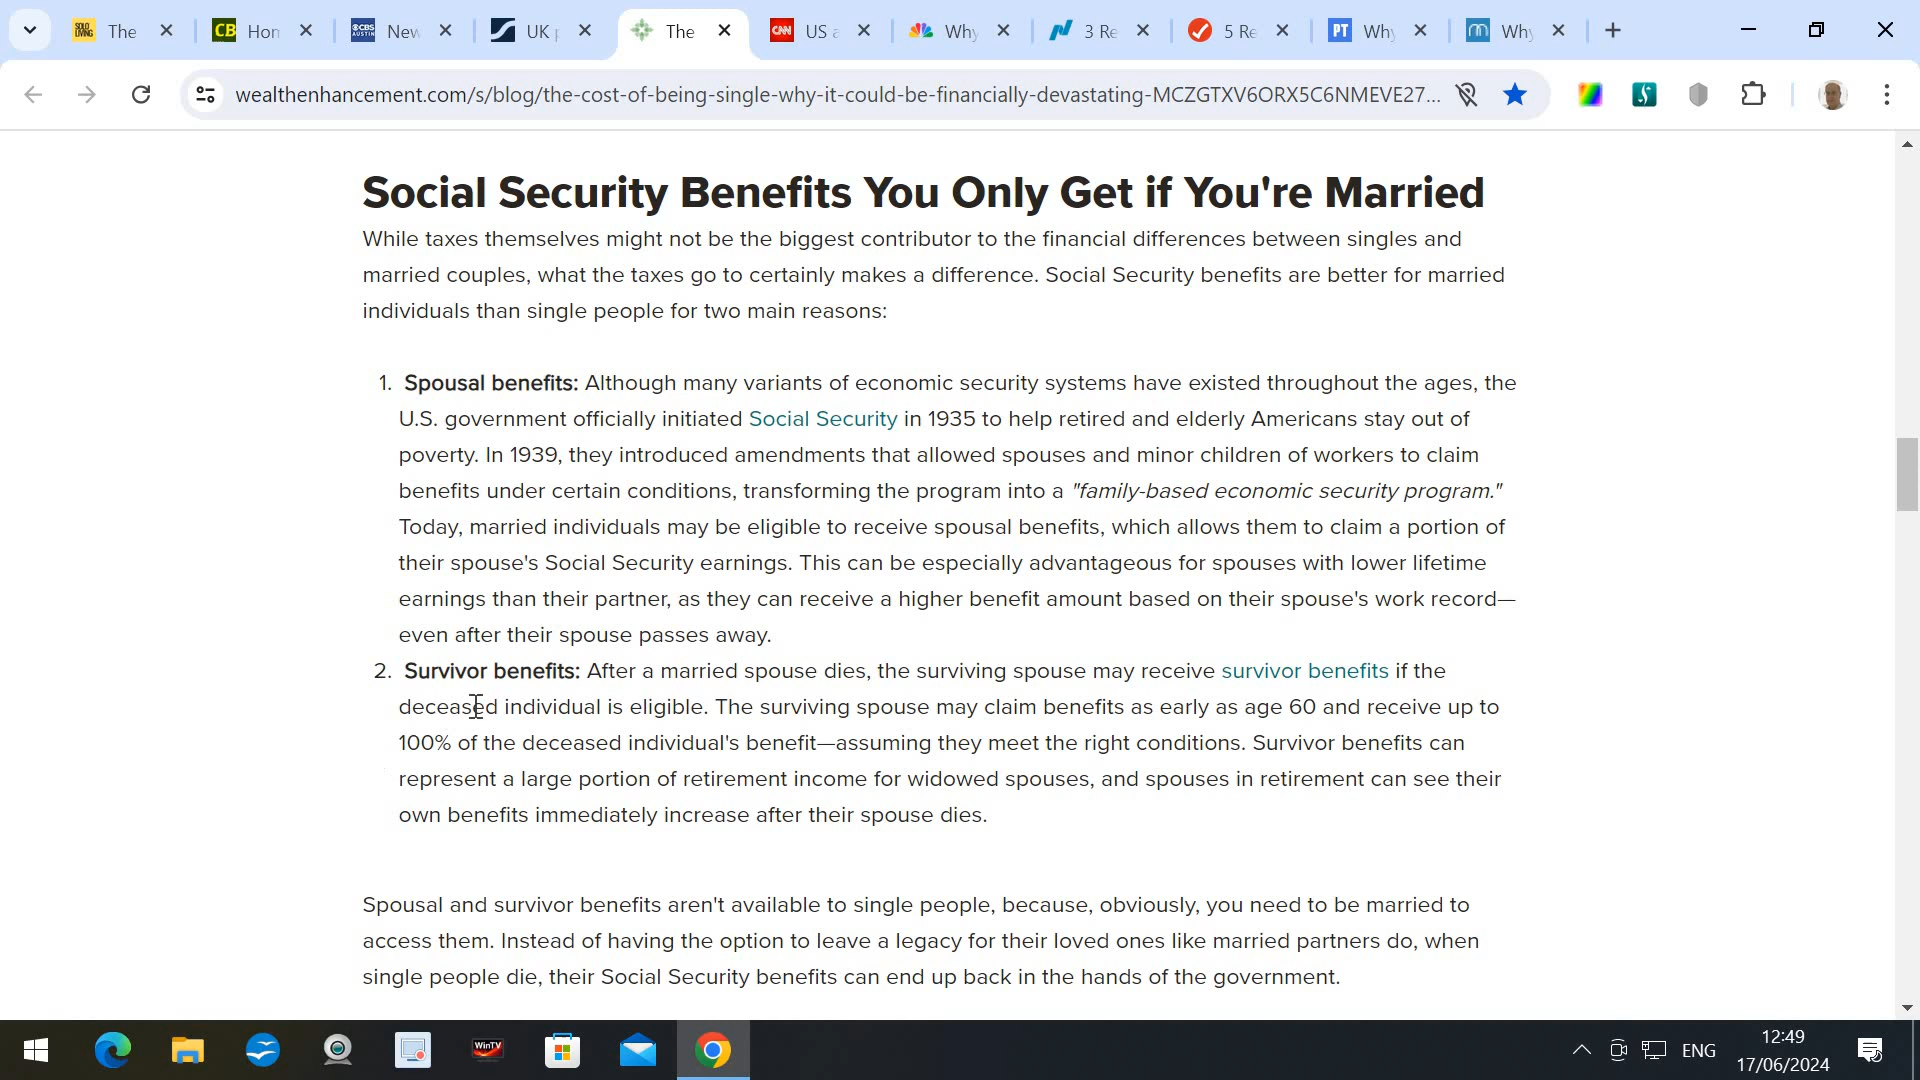 The
Hon
New
UK
The
US
Why
3 Re
5 Re
Why
Why
wealthenhancement.com/s/blog/the-cost-of-being-single-why-it-could-be-financially-devastating-MCZGTXV6ORX5C6NMEVE27...
Social Security Benefits You Only Get if You're Married
While taxes themselves might not be the biggest contributor to the financial differences between singles and
married couples, what the taxes go to certainly makes a difference. Social Security benefits are better for married
individuals than single people for two main reasons:
1. Spousal benefits: Although many variants of economic security systems have existed throughout the ages, the
U.S. government officially initiated Social Security in 1935 to help retired and elderly Americans stay out of
poverty. In 1939, they introduced amendments that allowed spouses and minor children of workers to claim
benefits under certain conditions, transforming the program into a "family-based economic security program."
Today, married individuals may be eligible to receive spousal benefits, which allows them to claim a portion of
their spouse's Social Security earnings. This can be especially advantageous for spouses with lower lifetime
earnings than their partner, as they can receive a higher benefit amount based on their spouse's work record—
even after their spouse passes away.
2. Survivor benefits: After a married spouse dies, the surviving spouse may receive survivor benefits if the
deceased individual is eligible. The surviving spouse may claim benefits as early as age 60 and receive up to
100% of the deceased individual's benefit—assuming they meet the right conditions. Survivor benefits can
represent a large portion of retirement income for widowed spouses, and spouses in retirement can see their
own benefits immediately increase after their spouse dies.
Spousal and survivor benefits aren't available to single people, because, obviously, you need to be married to
access them. Instead of having the option to leave a legacy for their loved ones like married partners do, when
single people die, their Social Security benefits can end up back in the hands of the government.
WinTV
ENG
12:49
17/06/2024